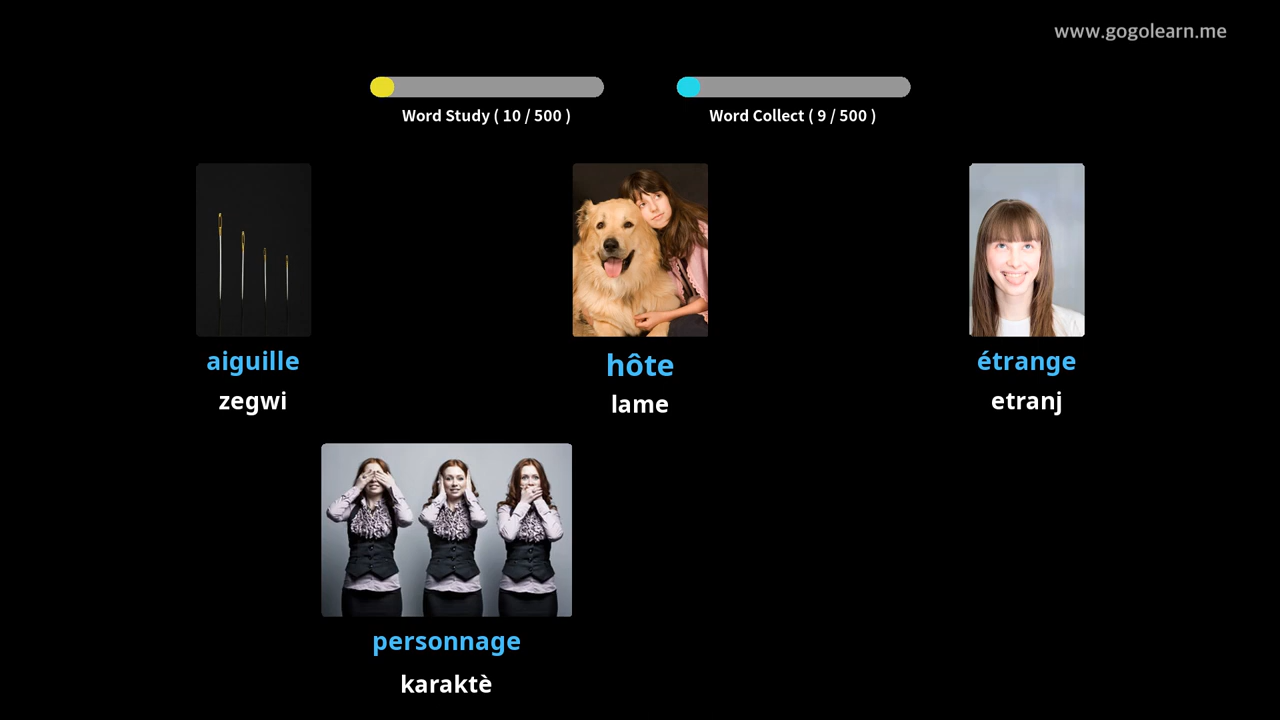 www.gogolearn.me
Word Study ( 10 / 500 )
Word Collect ( 9 / 500 )
aiguille
zegwi
hôte
lame
étrange
etranj
personnage
karaktè